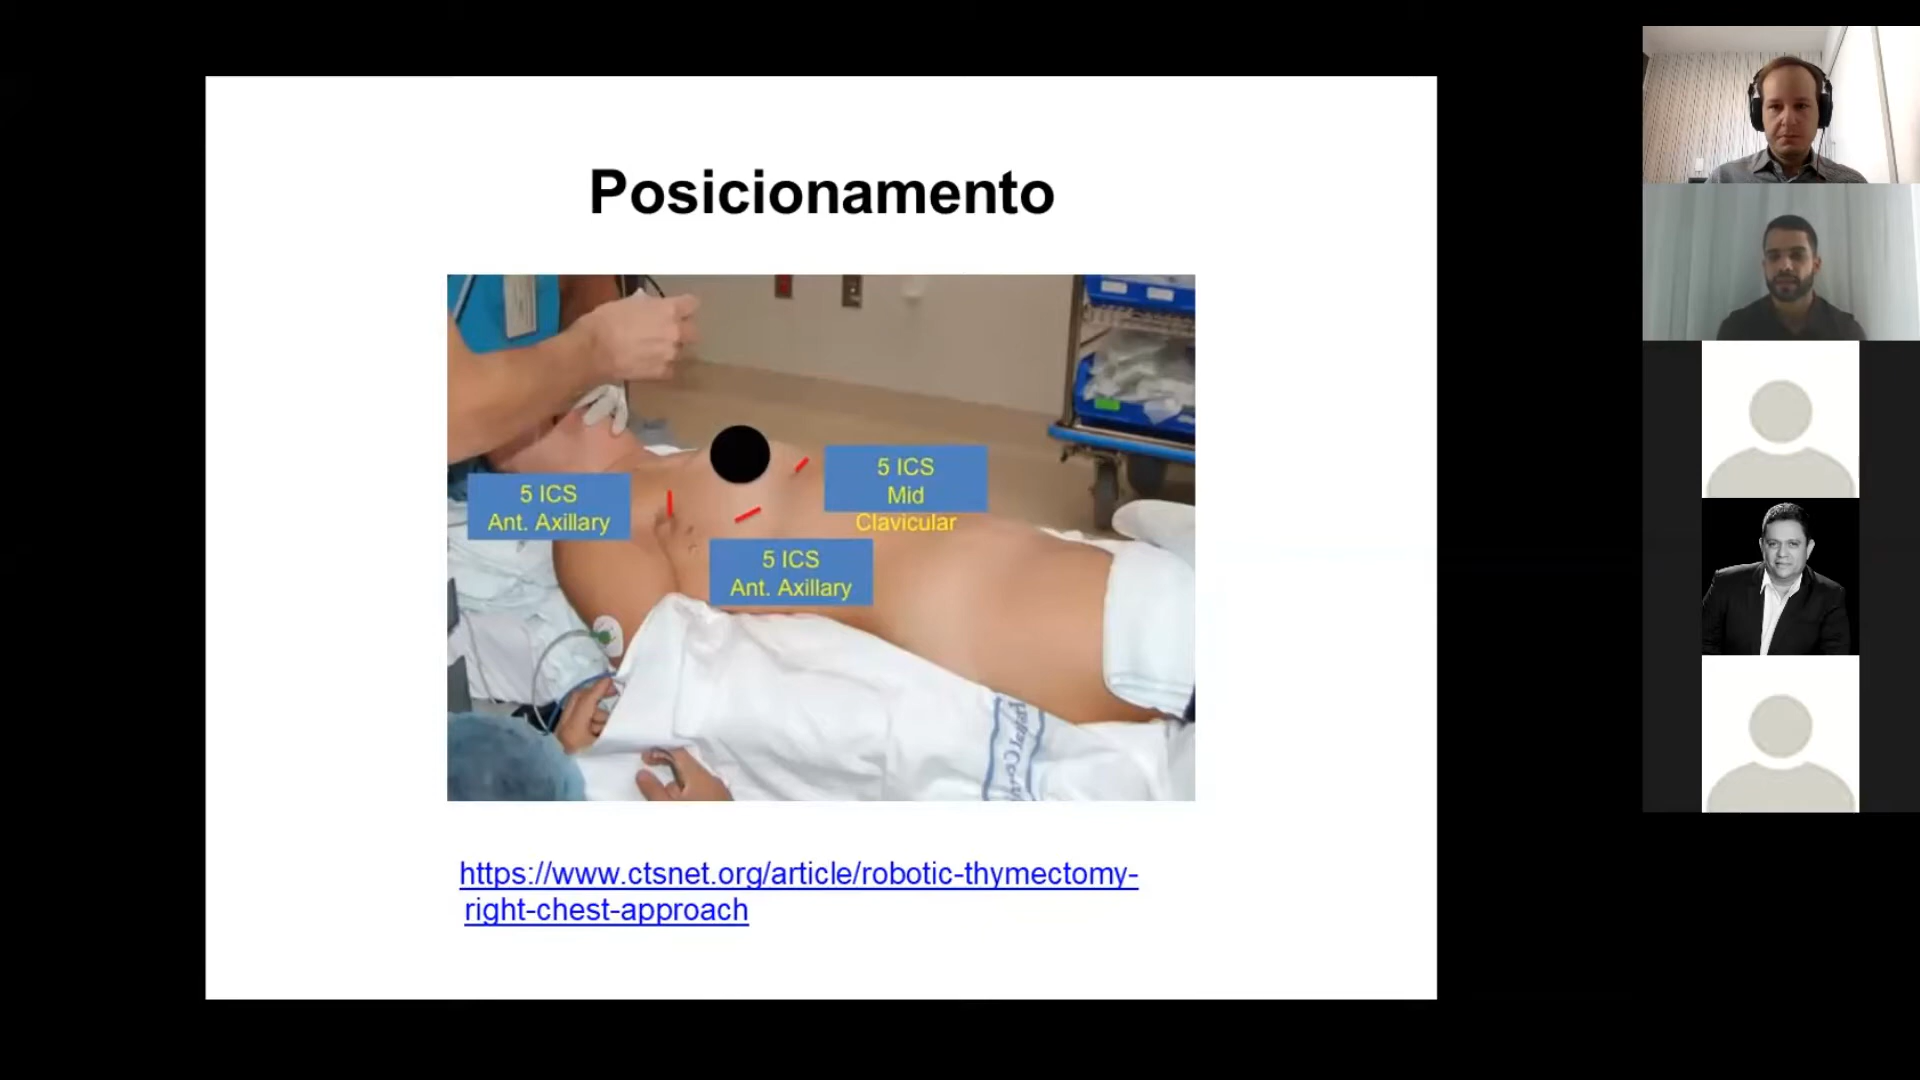 Posicionamento
5 ICS
Ant. Axillary
5 ICS
Mid
Clavicular
5 ICS
Ant. Axillary
https://www.ctsnet.org/article/robotic-thymectomy-
right-chest-approach